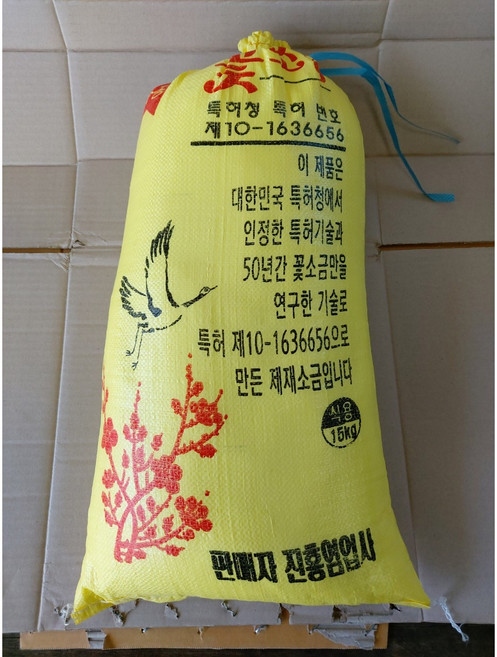 특허청 특허 번호
제10-1636656
이 제품은
대한민국 특허청에서
인정한 특허기술과
50년간 꽃소금만을
연구한 기술로
특허 제10-1636656으로
만든 제재소금입니다
식용
15kg
판매자 진흥염업사